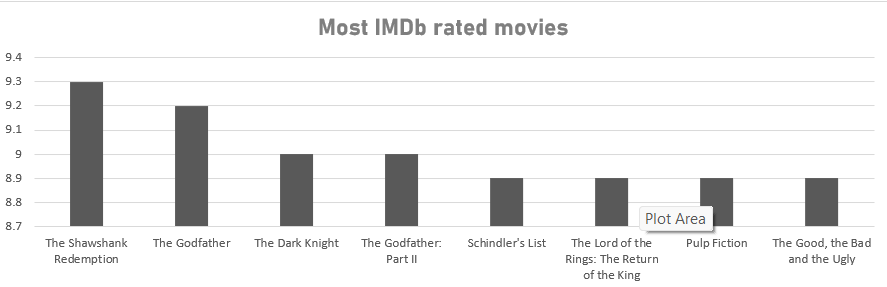 Most IMDb rated movies
9.4
9.3
9.2
9.1
9
8.9
8.8
8.7
Plot Area
The Shawshank
Redemption
The Godfather
The Dark Knight
The Godfather:
Part II
Schindler's List
The Lord of the
Rings: The Return
of the King
Pulp Fiction
The Good, the Bad
and the Ugly